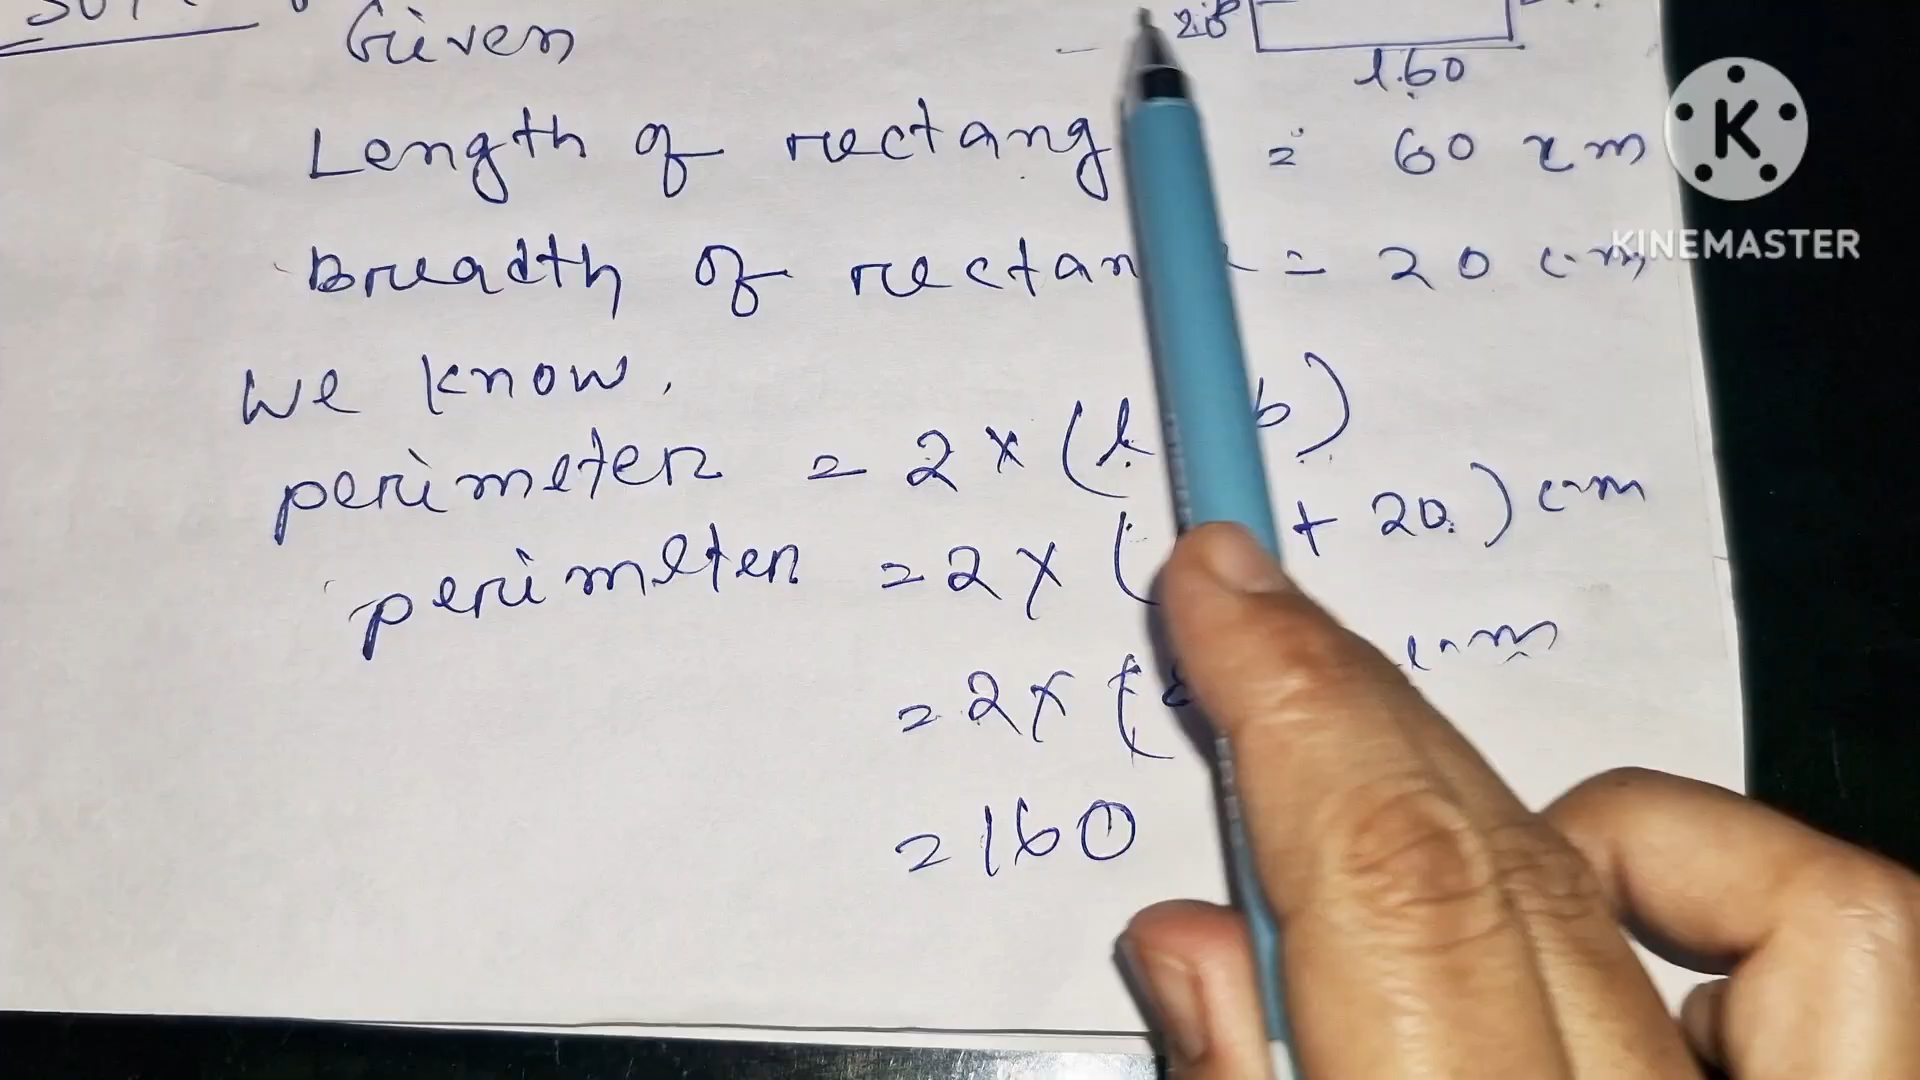 Given
20
l.60
Length of rectang = 60 cm
KINEMASTER
Breadth of rectan = 20 cm
We know,
perimeter = 2 × (l b)
perimeter = 2 × ( + 20) cm
= 2 × ( cm
= 160